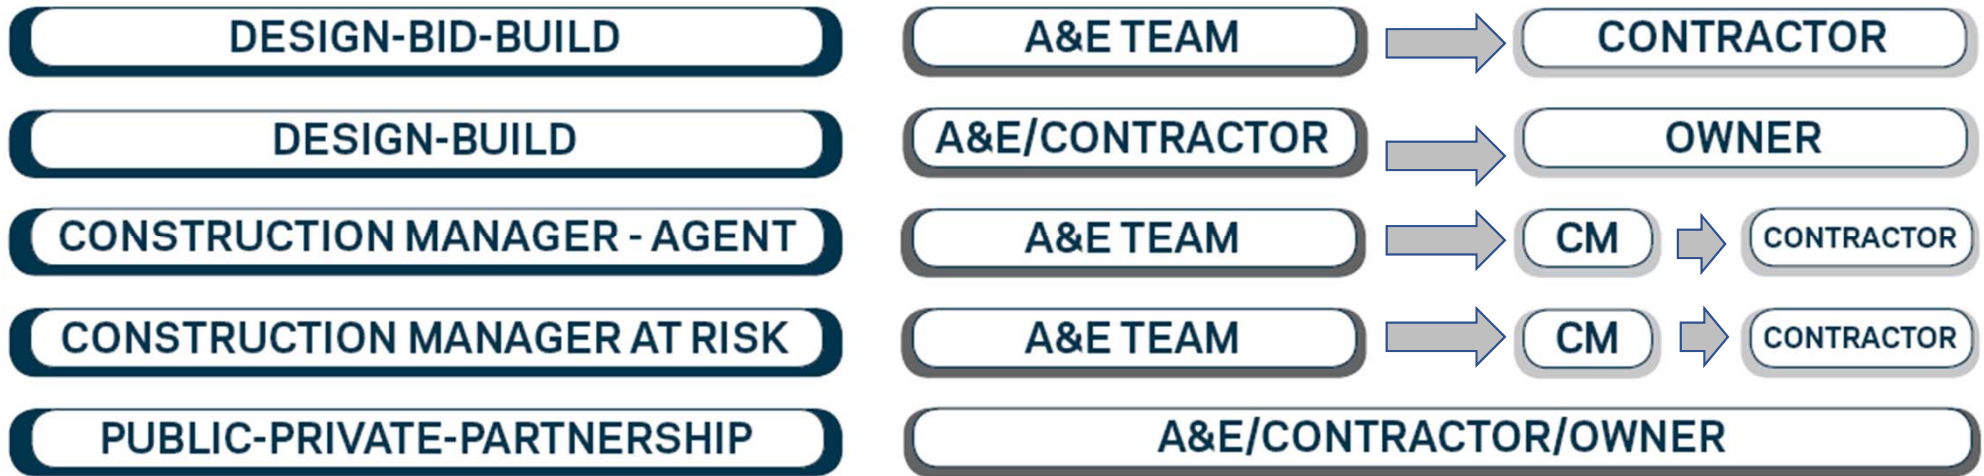 DESIGN-BID-BUILD A&E TEAM CONTRACTOR
DESIGN-BUILD A&E/CONTRACTOR OWNER
CONSTRUCTION MANAGER - AGENT A&E TEAM CM CONTRACTOR
CONSTRUCTION MANAGER AT RISK A&E TEAM CM CONTRACTOR
PUBLIC-PRIVATE-PARTNERSHIP A&E/CONTRACTOR/OWNER